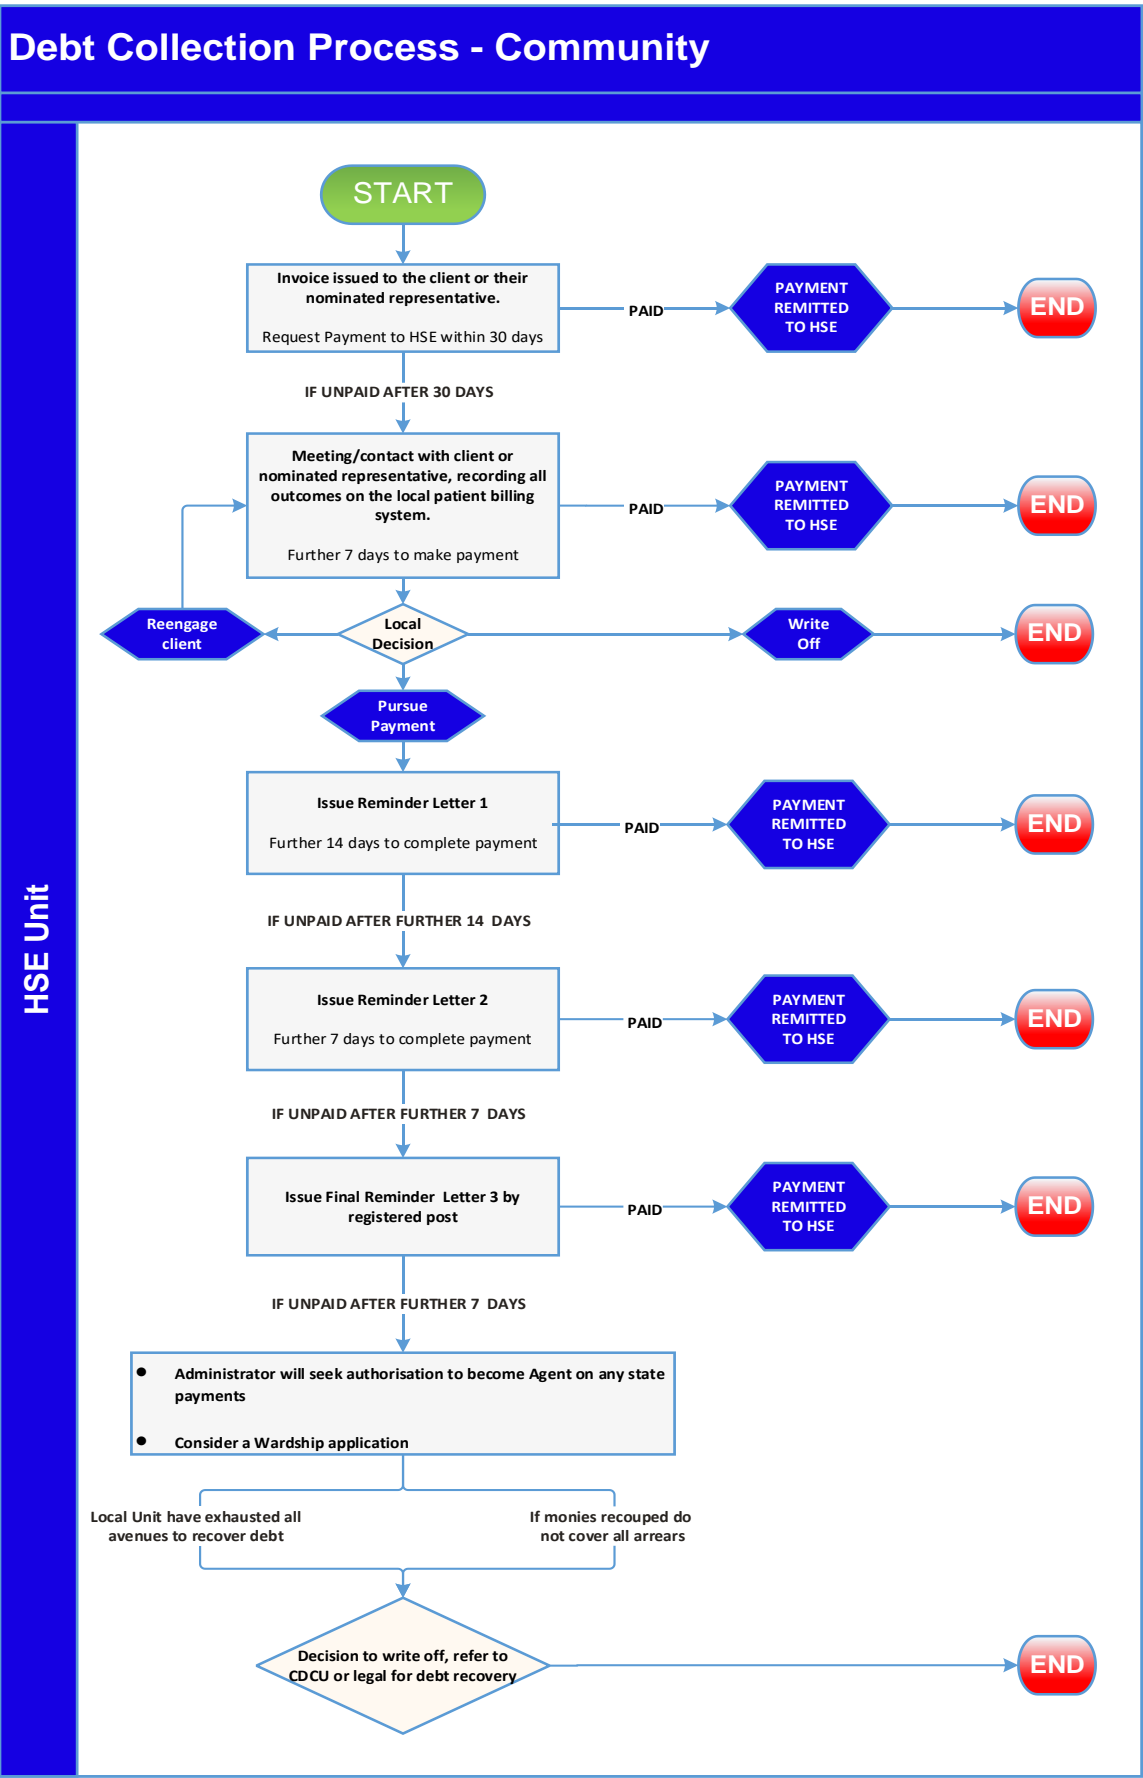 Debt Collection Process - Community
HSE Unit
START
Invoice issued to the client or their
nominated representative.
Request Payment to HSE within 30 days
PAID
PAYMENT
REMITTED
TO HSE
END
IF UNPAID AFTER 30 DAYS
Meeting/contact with client or
nominated representative, recording all
outcomes on the local patient billing
system.
Further 7 days to make payment
PAID
PAYMENT
REMITTED
TO HSE
END
Reengage
client
Local
Decision
Write
Off
END
Pursue
Payment
Issue Reminder Letter 1
Further 14 days to complete payment
PAID
PAYMENT
REMITTED
TO HSE
END
IF UNPAID AFTER FURTHER 14  DAYS
Issue Reminder Letter 2
Further 7 days to complete payment
PAID
PAYMENT
REMITTED
TO HSE
END
IF UNPAID AFTER FURTHER 7  DAYS
Issue Final Reminder  Letter 3 by
registered post
PAID
PAYMENT
REMITTED
TO HSE
END
IF UNPAID AFTER FURTHER 7  DAYS
● Administrator will seek authorisation to become Agent on any state
payments
● Consider a Wardship application
Local Unit have exhausted all
avenues to recover debt
If monies recouped do
not cover all arrears
Decision to write off, refer to
CDCU or legal for debt recovery
END